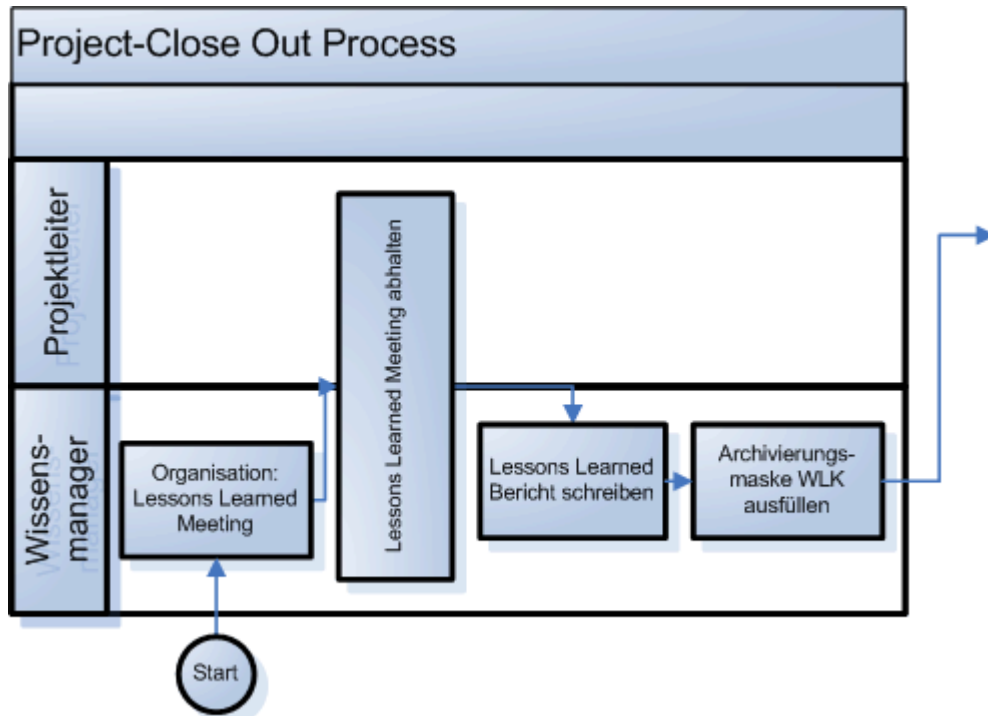 Project-Close Out Process
Projektleiter
Wissens-
manager
Lessons Learned Meeting abhalten
Organisation:
Lessons Learned
Meeting
Lessons Learned
Bericht schreiben
Archivierungs-
maske WLK
ausfüllen
Start